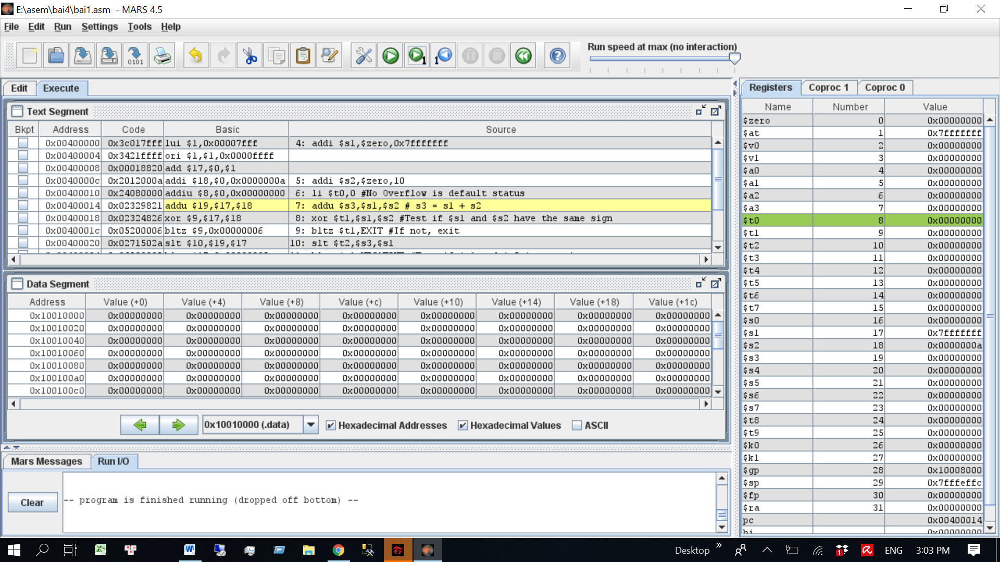 E:\asem\bai4\bai1.asm - MARS 4.5
File Edit Run Settings Tools Help
Run speed at max (no interaction)
0101
1
1
Edit Execute
Registers Coproc 1 Coproc 0
Text Segment
Bkpt Address Code Basic Source
0x00400000 0x3c017fff lui $1,0x00007fff 4: addi $s1,$zero,0x7fffffff
0x00400004 0x3421ffff ori $1,$1,0x0000ffff
0x00400008 0x00018820 add $17,$0,$1
0x0040000c 0x2012000a addi $18,$0,0x0000000a 5: addi $s2,$zero,10
0x00400010 0x24080000 addiu $8,$0,0x00000000 6: li $t0,0 #No Overflow is default status
0x00400014 0x02329821 addu $19,$17,$18 7: addu $s3,$s1,$s2 # s3 = s1 + s2
0x00400018 0x02324826 xor $9,$17,$18 8: xor $t1,$s1,$s2 #Test if $s1 and $s2 have the same sign
0x0040001c 0x05200006 bltz $9,0x00000006 9: bltz $t1,EXIT #If not, exit
0x00400020 0x0271502a slt $10,$19,$17 10: slt $t2,$s3,$s1
Data Segment
Address Value (+0) Value (+4) Value (+8) Value (+c) Value (+10) Value (+14) Value (+18) Value (+1c)
0x10010000 0x00000000 0x00000000 0x00000000 0x00000000 0x00000000 0x00000000 0x00000000 0x00000000
0x10010020 0x00000000 0x00000000 0x00000000 0x00000000 0x00000000 0x00000000 0x00000000 0x00000000
0x10010040 0x00000000 0x00000000 0x00000000 0x00000000 0x00000000 0x00000000 0x00000000 0x00000000
0x10010060 0x00000000 0x00000000 0x00000000 0x00000000 0x00000000 0x00000000 0x00000000 0x00000000
0x10010080 0x00000000 0x00000000 0x00000000 0x00000000 0x00000000 0x00000000 0x00000000 0x00000000
0x100100a0 0x00000000 0x00000000 0x00000000 0x00000000 0x00000000 0x00000000 0x00000000 0x00000000
0x100100c0 0x00000000 0x00000000 0x00000000 0x00000000 0x00000000 0x00000000 0x00000000 0x00000000
0x10010000 (.data) Hexadecimal Addresses Hexadecimal Values ASCII
Mars Messages Run I/O
Clear
-- program is finished running (dropped off bottom) --
Name Number Value
$zero 0 0x00000000
$at 1 0x7fffffff
$v0 2 0x00000000
$v1 3 0x00000000
$a0 4 0x00000000
$a1 5 0x00000000
$a2 6 0x00000000
$a3 7 0x00000000
$t0 8 0x00000000
$t1 9 0x00000000
$t2 10 0x00000000
$t3 11 0x00000000
$t4 12 0x00000000
$t5 13 0x00000000
$t6 14 0x00000000
$t7 15 0x00000000
$s0 16 0x00000000
$s1 17 0x7fffffff
$s2 18 0x0000000a
$s3 19 0x00000000
$s4 20 0x00000000
$s5 21 0x00000000
$s6 22 0x00000000
$s7 23 0x00000000
$t8 24 0x00000000
$t9 25 0x00000000
$k0 26 0x00000000
$k1 27 0x00000000
$gp 28 0x10008000
$sp 29 0x7fffeffc
$fp 30 0x00000000
$ra 31 0x00000000
pc 0x00400014
hi 0x00000000
Desktop ENG 3:03 PM